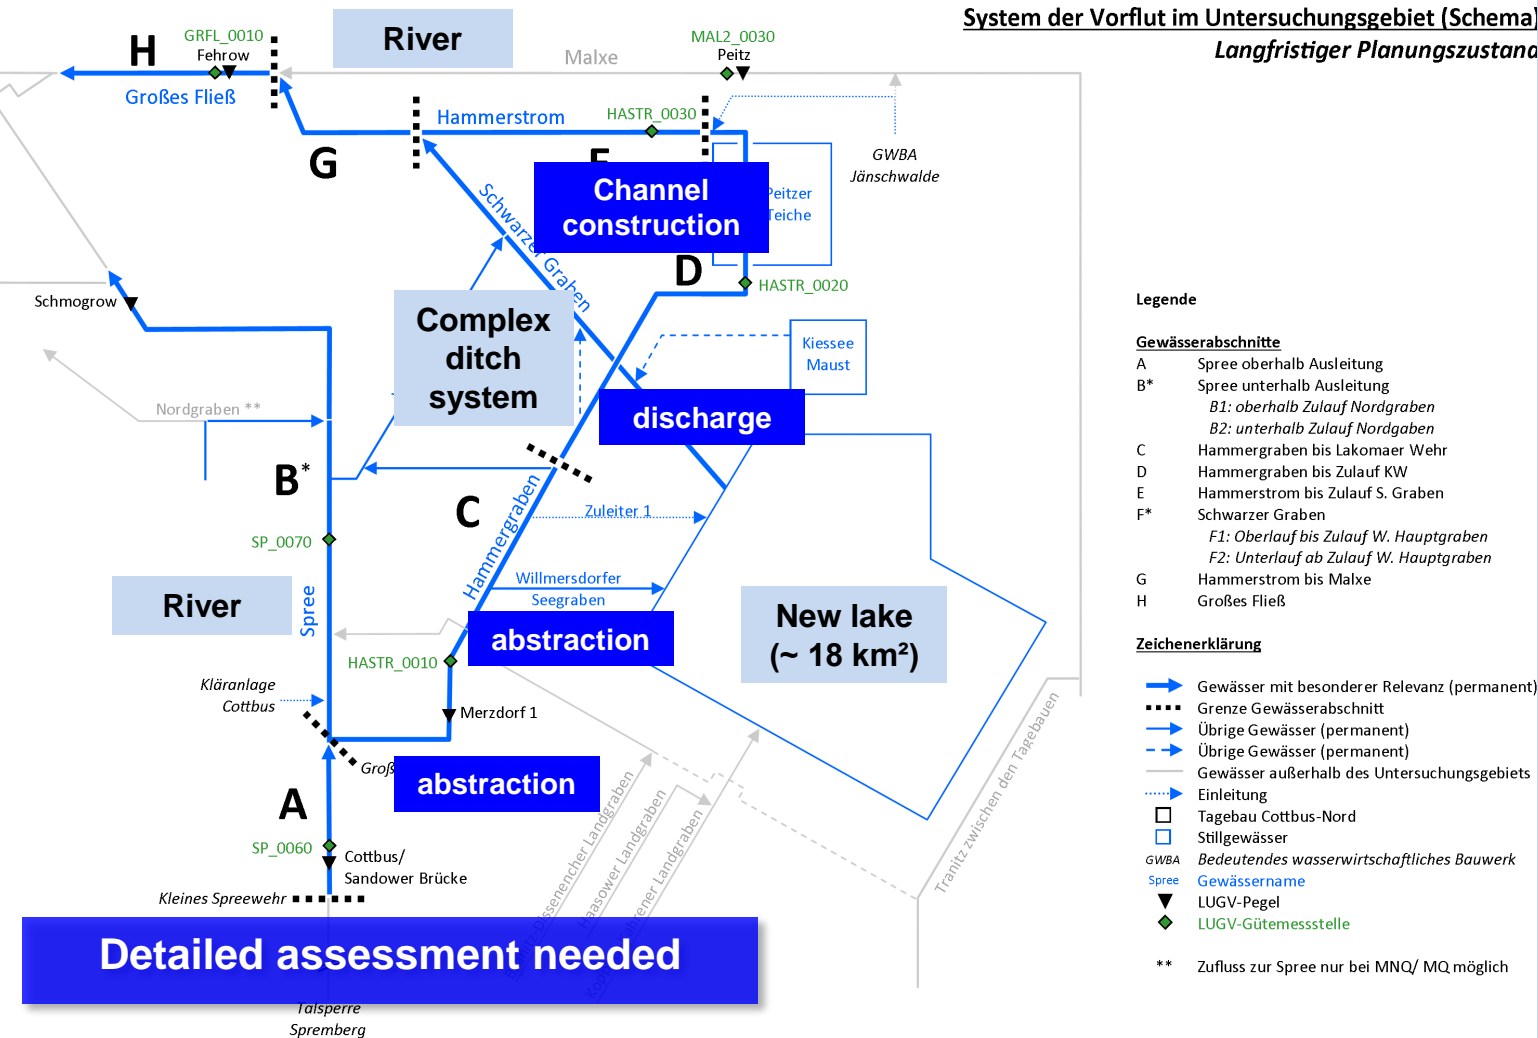 System der Vorflut im Untersuchungsgebiet (Schema)
Langfristiger Planungszustand
H
GRFL_0010
Fehrow
River
MAL2_0030
Peitz
Malxe
Großes Fließ
Hammerstrom
HASTR_0030
G
GWBA
Jänschwalde
Channel
construction
Peitzer
Teiche
Schwarzer Graben
D
HASTR_0020
Schmogrow
Complex
ditch
system
Kiessee
Maust
Nordgraben **
discharge
B*
C
Hammergraben
Zuleiter 1
SP_0070
Willmersdorfer
Seegraben
River
Spree
New lake
(~ 18 km²)
abstraction
HASTR_0010
Kläranlage
Cottbus
Merzdorf 1
Groß
abstraction
A
SP_0060
Cottbus/
Sandower Brücke
Kleines Spreewehr
Dissenchener Landgraben
Haasower Landgraben
Landgraben
Tranitz zwischen den Tagebauen
Detailed assessment needed
Talsperre
Spremberg
Legende
Gewässerabschnitte
A Spree oberhalb Ausleitung
B* Spree unterhalb Ausleitung
B1: oberhalb Zulauf Nordgraben
B2: unterhalb Zulauf Nordgaben
C Hammergraben bis Lakomaer Wehr
D Hammergraben bis Zulauf KW
E Hammerstrom bis Zulauf S. Graben
F* Schwarzer Graben
F1: Oberlauf bis Zulauf W. Hauptgraben
F2: Unterlauf ab Zulauf W. Hauptgraben
G Hammerstrom bis Malxe
H Großes Fließ
Zeichenerklärung
Gewässer mit besonderer Relevanz (permanent)
Grenze Gewässerabschnitt
Übrige Gewässer (permanent)
Übrige Gewässer (permanent)
Gewässer außerhalb des Untersuchungsgebiets
Einleitung
Tagebau Cottbus-Nord
Stillgewässer
GWBA Bedeutendes wasserwirtschaftliches Bauwerk
Spree Gewässername
LUGV-Pegel
LUGV-Gütemessstelle
** Zufluss zur Spree nur bei MNQ/ MQ möglich